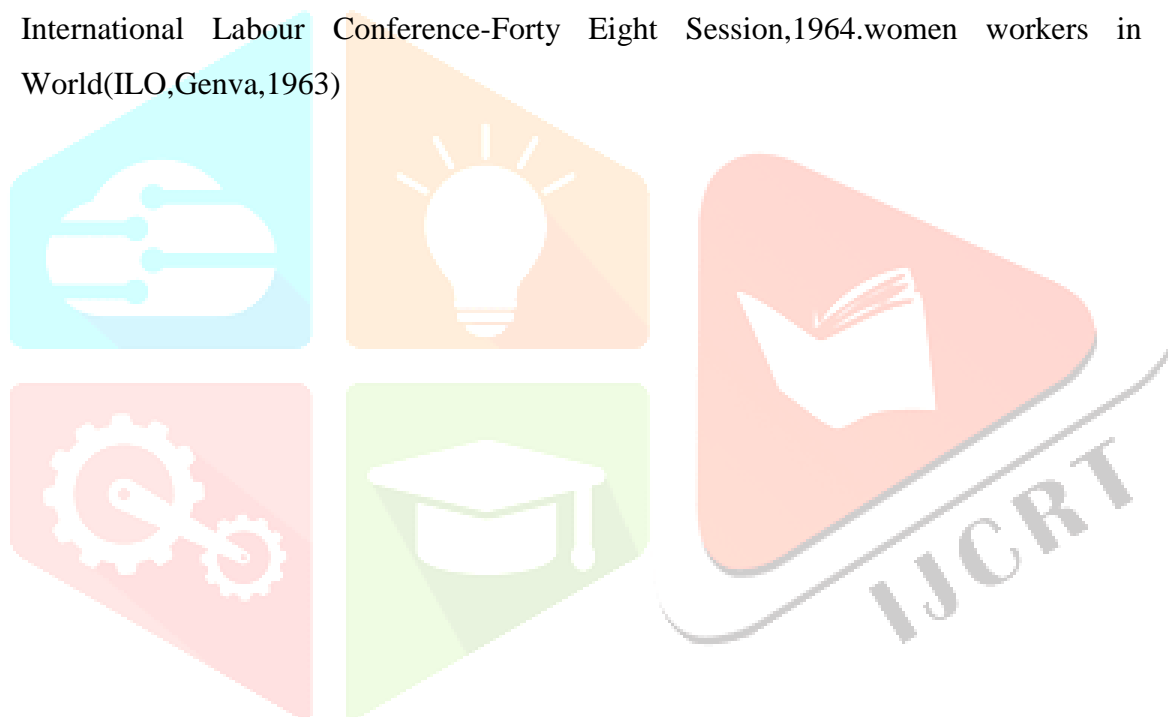 International Labour Conference-Forty Eight Session,1964.women workers in
World(ILO,Genva,1963)
IJCRT